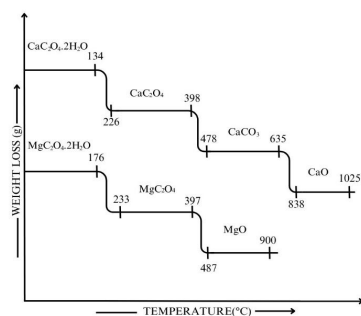 CaC₂O₄.2H₂O
134
CaC₂O₄
398
226
CaCO₃
478
635
CaO
1025
838
MgC₂O₄.2H₂O
176
MgC₂O₄
233
397
MgO
900
487
WEIGHT LOSS (g)
TEMPERATURE(°C)